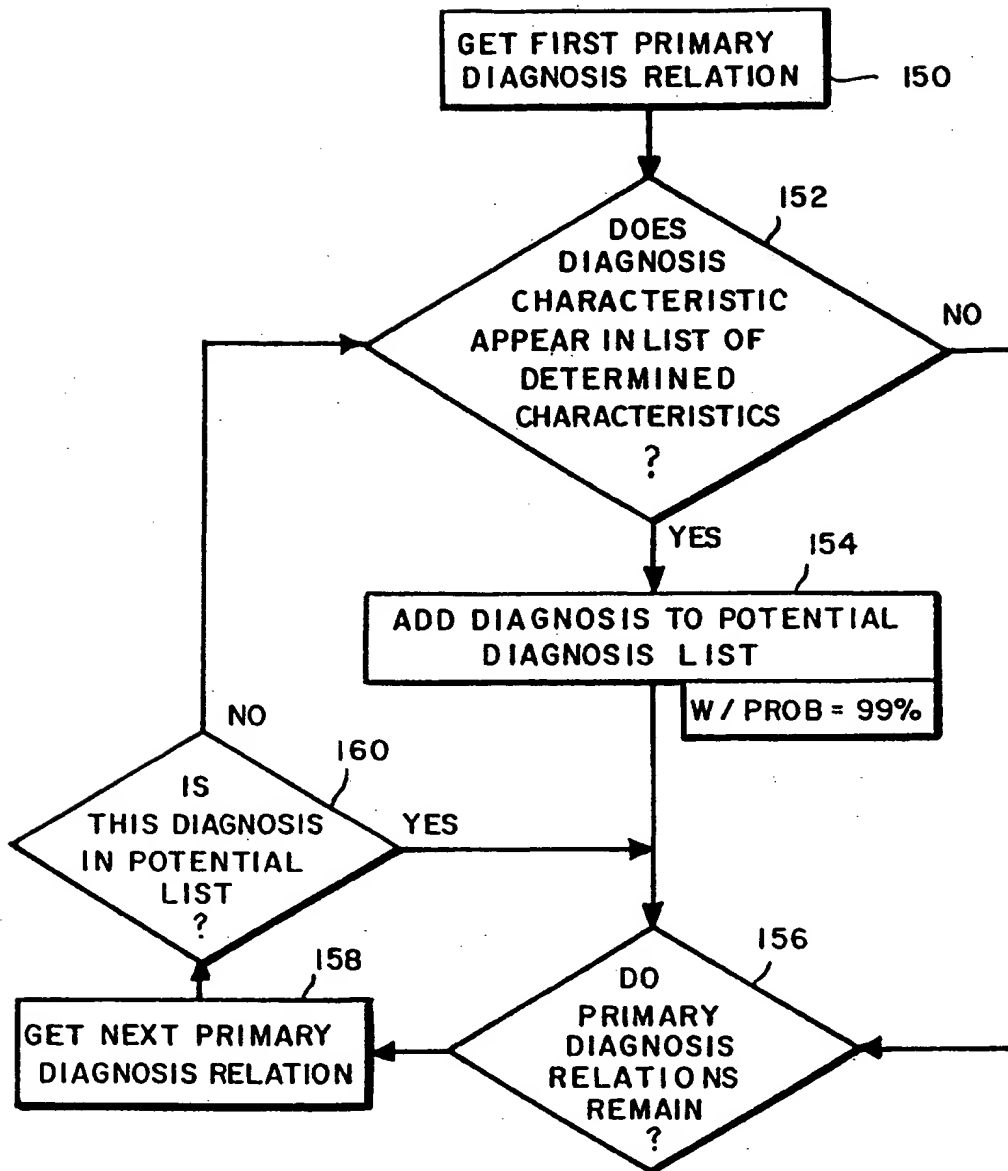 GET FIRST PRIMARY
DIAGNOSIS RELATION
150
152
DOES
DIAGNOSIS
CHARACTERISTIC
APPEAR IN LIST OF
DETERMINED
CHARACTERISTICS
?
NO
YES
154
ADD DIAGNOSIS TO POTENTIAL
DIAGNOSIS LIST
W/PROB = 99%
NO
160
IS
THIS DIAGNOSIS
IN POTENTIAL
LIST
?
YES
156
DO
PRIMARY
DIAGNOSIS
RELATIONS
REMAIN
?
158
GET NEXT PRIMARY
DIAGNOSIS RELATION